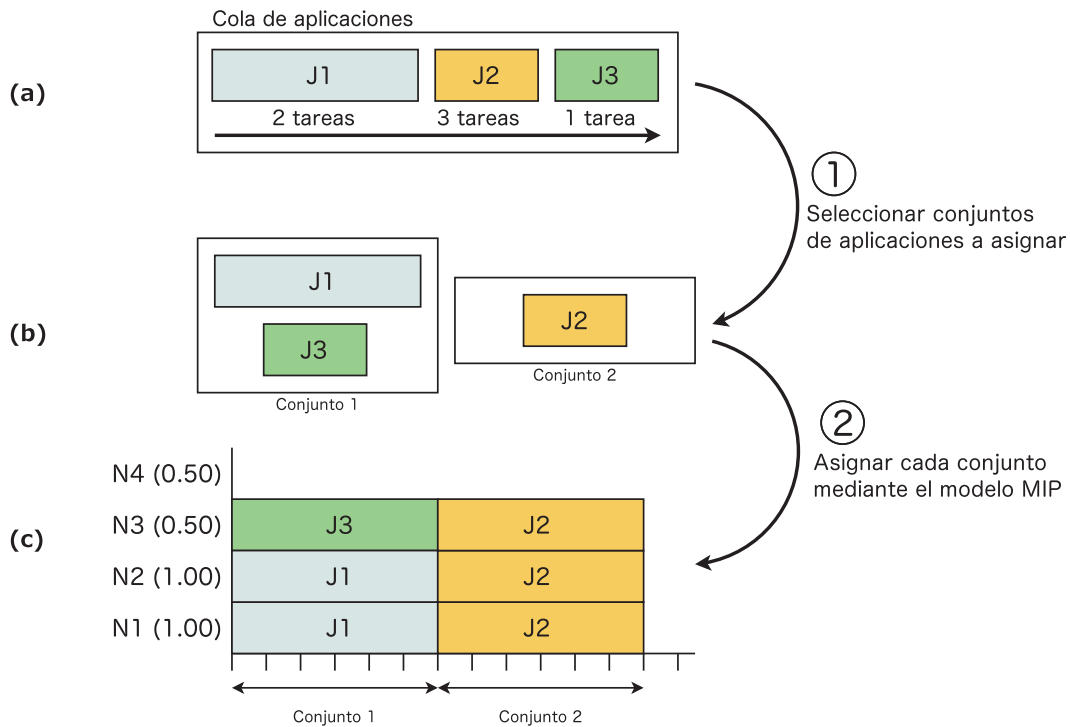 Cola de aplicaciones
(a)
J1
J2
J3
2 tareas
3 tareas
1 tarea
1
Seleccionar conjuntos
de aplicaciones a asignar
(b)
J1
J3
Conjunto 1
J2
Conjunto 2
2
Asignar cada conjunto
mediante el modelo MIP
(c)
N4 (0.50)
N3 (0.50)
J3
J2
N2 (1.00)
J1
J2
N1 (1.00)
J1
J2
Conjunto 1
Conjunto 2